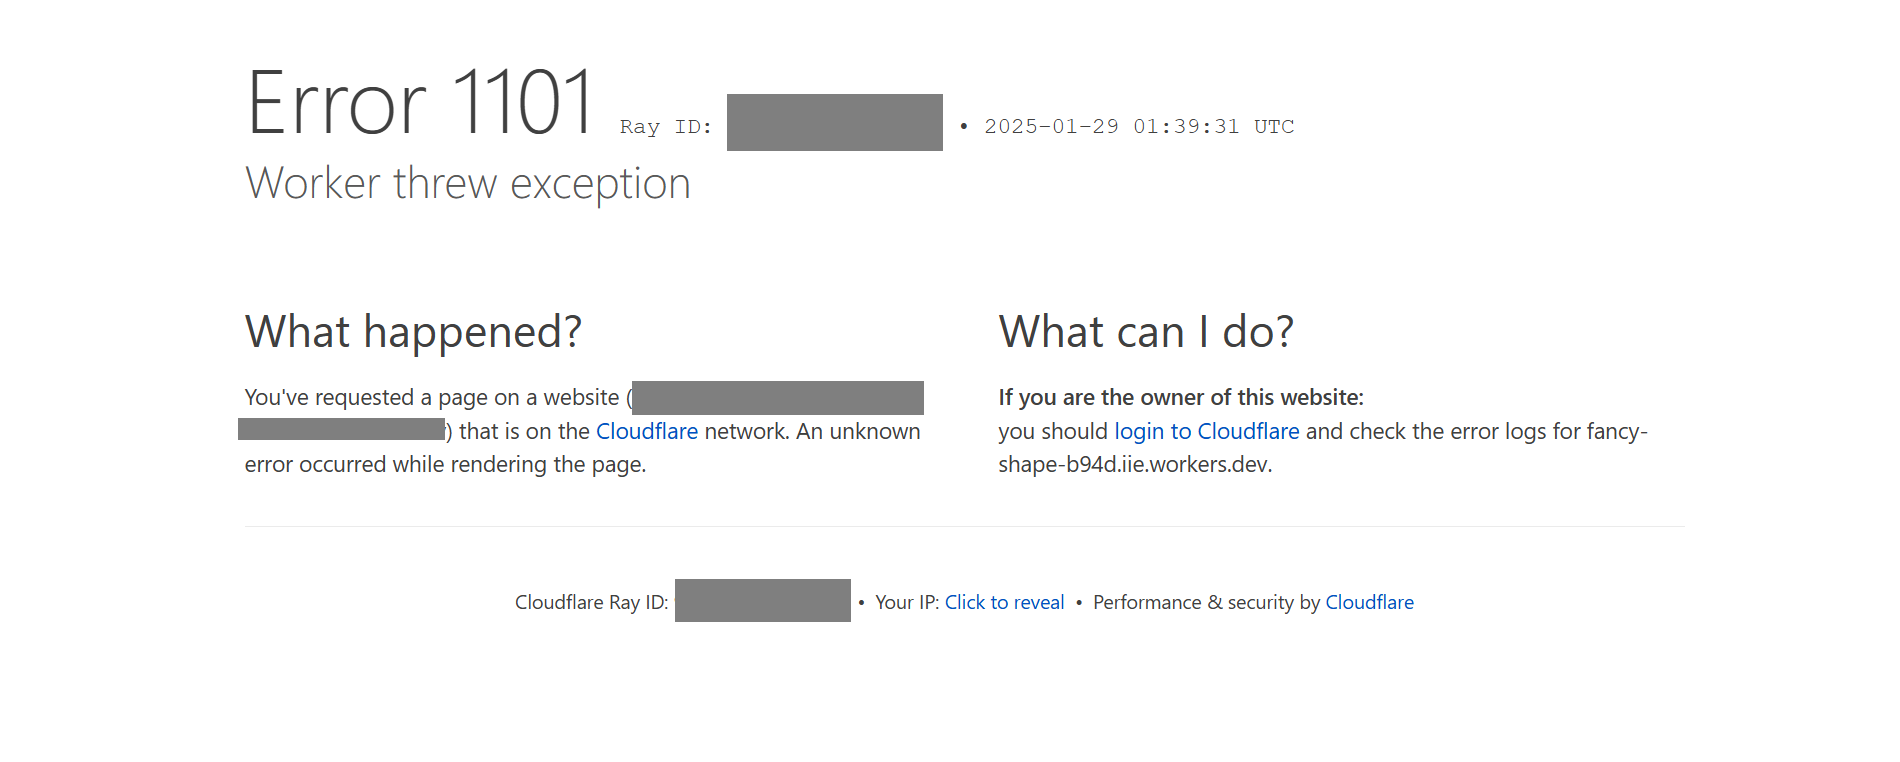 Error 1101 Ray ID: • 2025-01-29 01:39:31 UTC
Worker threw exception
What happened?
You've requested a page on a website (
) that is on the Cloudflare network. An unknown
error occurred while rendering the page.
What can I do?
If you are the owner of this website:
you should login to Cloudflare and check the error logs for fancy-
shape-b94d.iie.workers.dev.
Cloudflare Ray ID: • Your IP: Click to reveal • Performance & security by Cloudflare